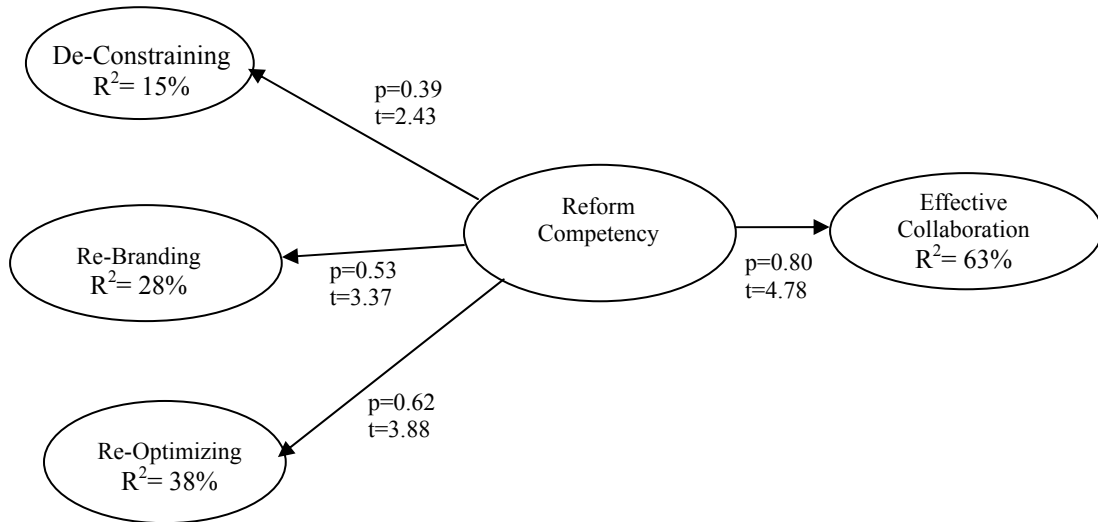 De-Constraining
R²= 15%
p=0.39
t=2.43
Reform
Competency
Effective
Collaboration
R²= 63%
Re-Branding
R²= 28%
p=0.53
t=3.37
p=0.80
t=4.78
p=0.62
t=3.88
Re-Optimizing
R²= 38%